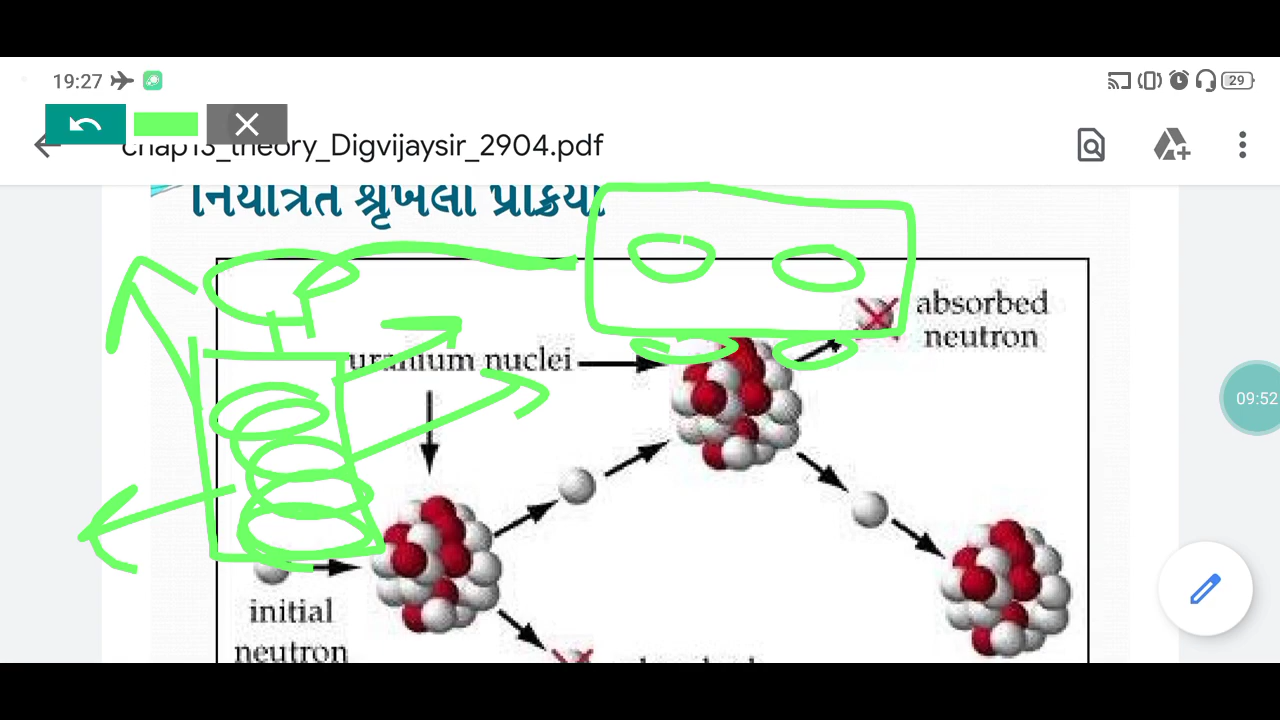 19:27
29
chap13_theory_Digvijaysir_2904.pdf
નિયંત્રિત શ્રૃંખલા પ્રક્રિયા
absorbed
neutron
uranium nuclei
09:52
initial
neutron